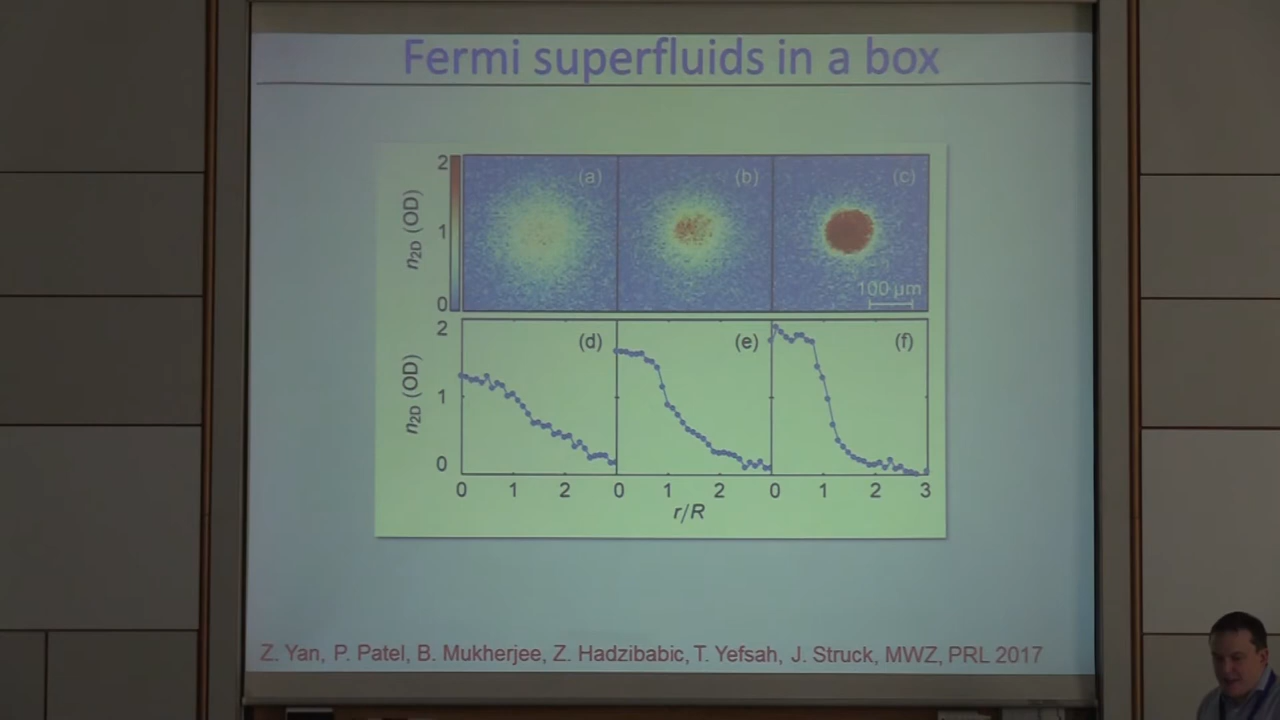 Fermi superfluids in a box
2
n2D (OD)
1
0
(a)
(b)
(c)
100 µm
2
n2D (OD)
1
0
(d)
(e)
(f)
0 1 2 0 1 2 0 1 2 3
r/R
Z. Yan, P. Patel, B. Mukherjee, Z. Hadzibabic, T. Yefsah, J. Struck, MWZ, PRL 2017